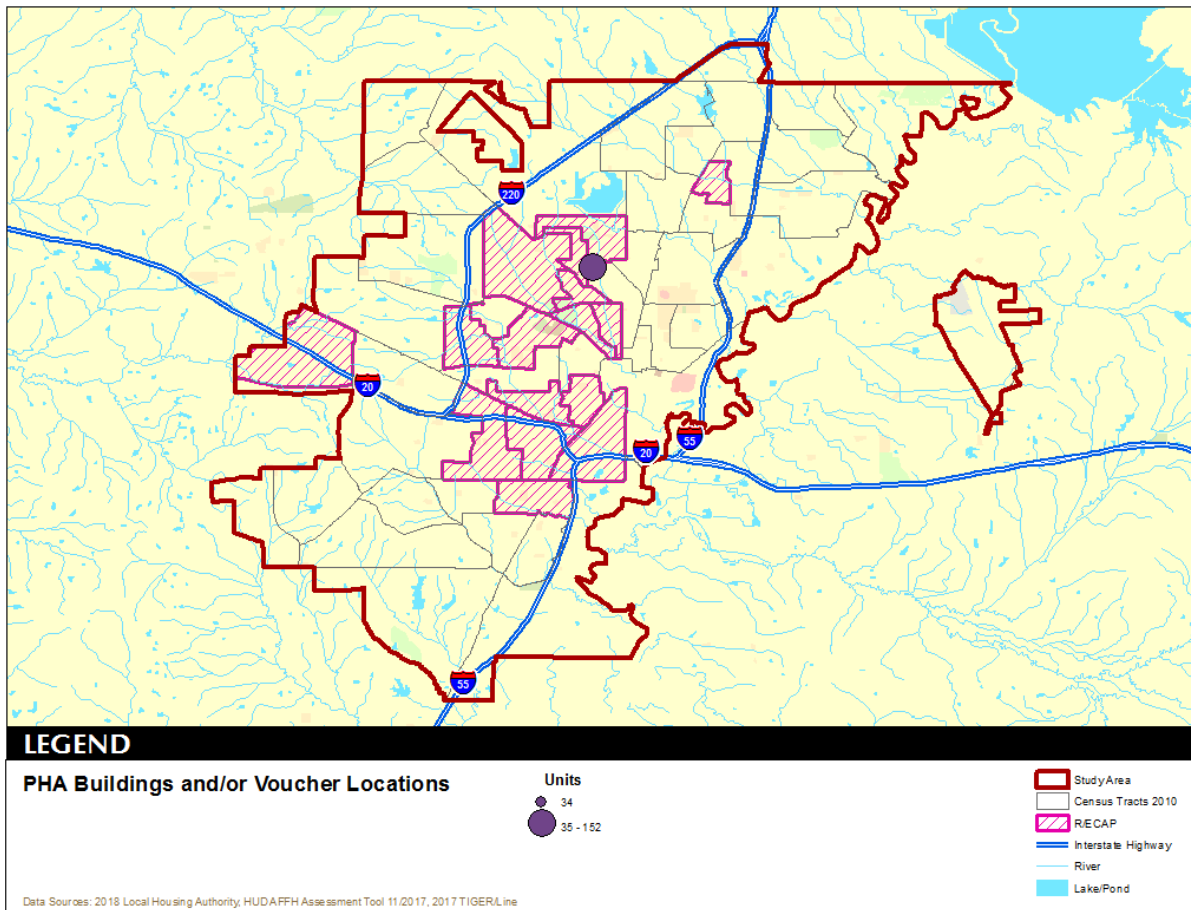 220
20
20
55
55
LEGEND
PHA Buildings and/or Voucher Locations
Units
34
35 - 152
Study Area
Census Tracts 2010
R/ECAP
Interstate Highway
River
Lake/Pond
Data Sources: 2018 Local Housing Authority, HUD AFFH Assessment Tool 11/2017, 2017 TIGER/Line